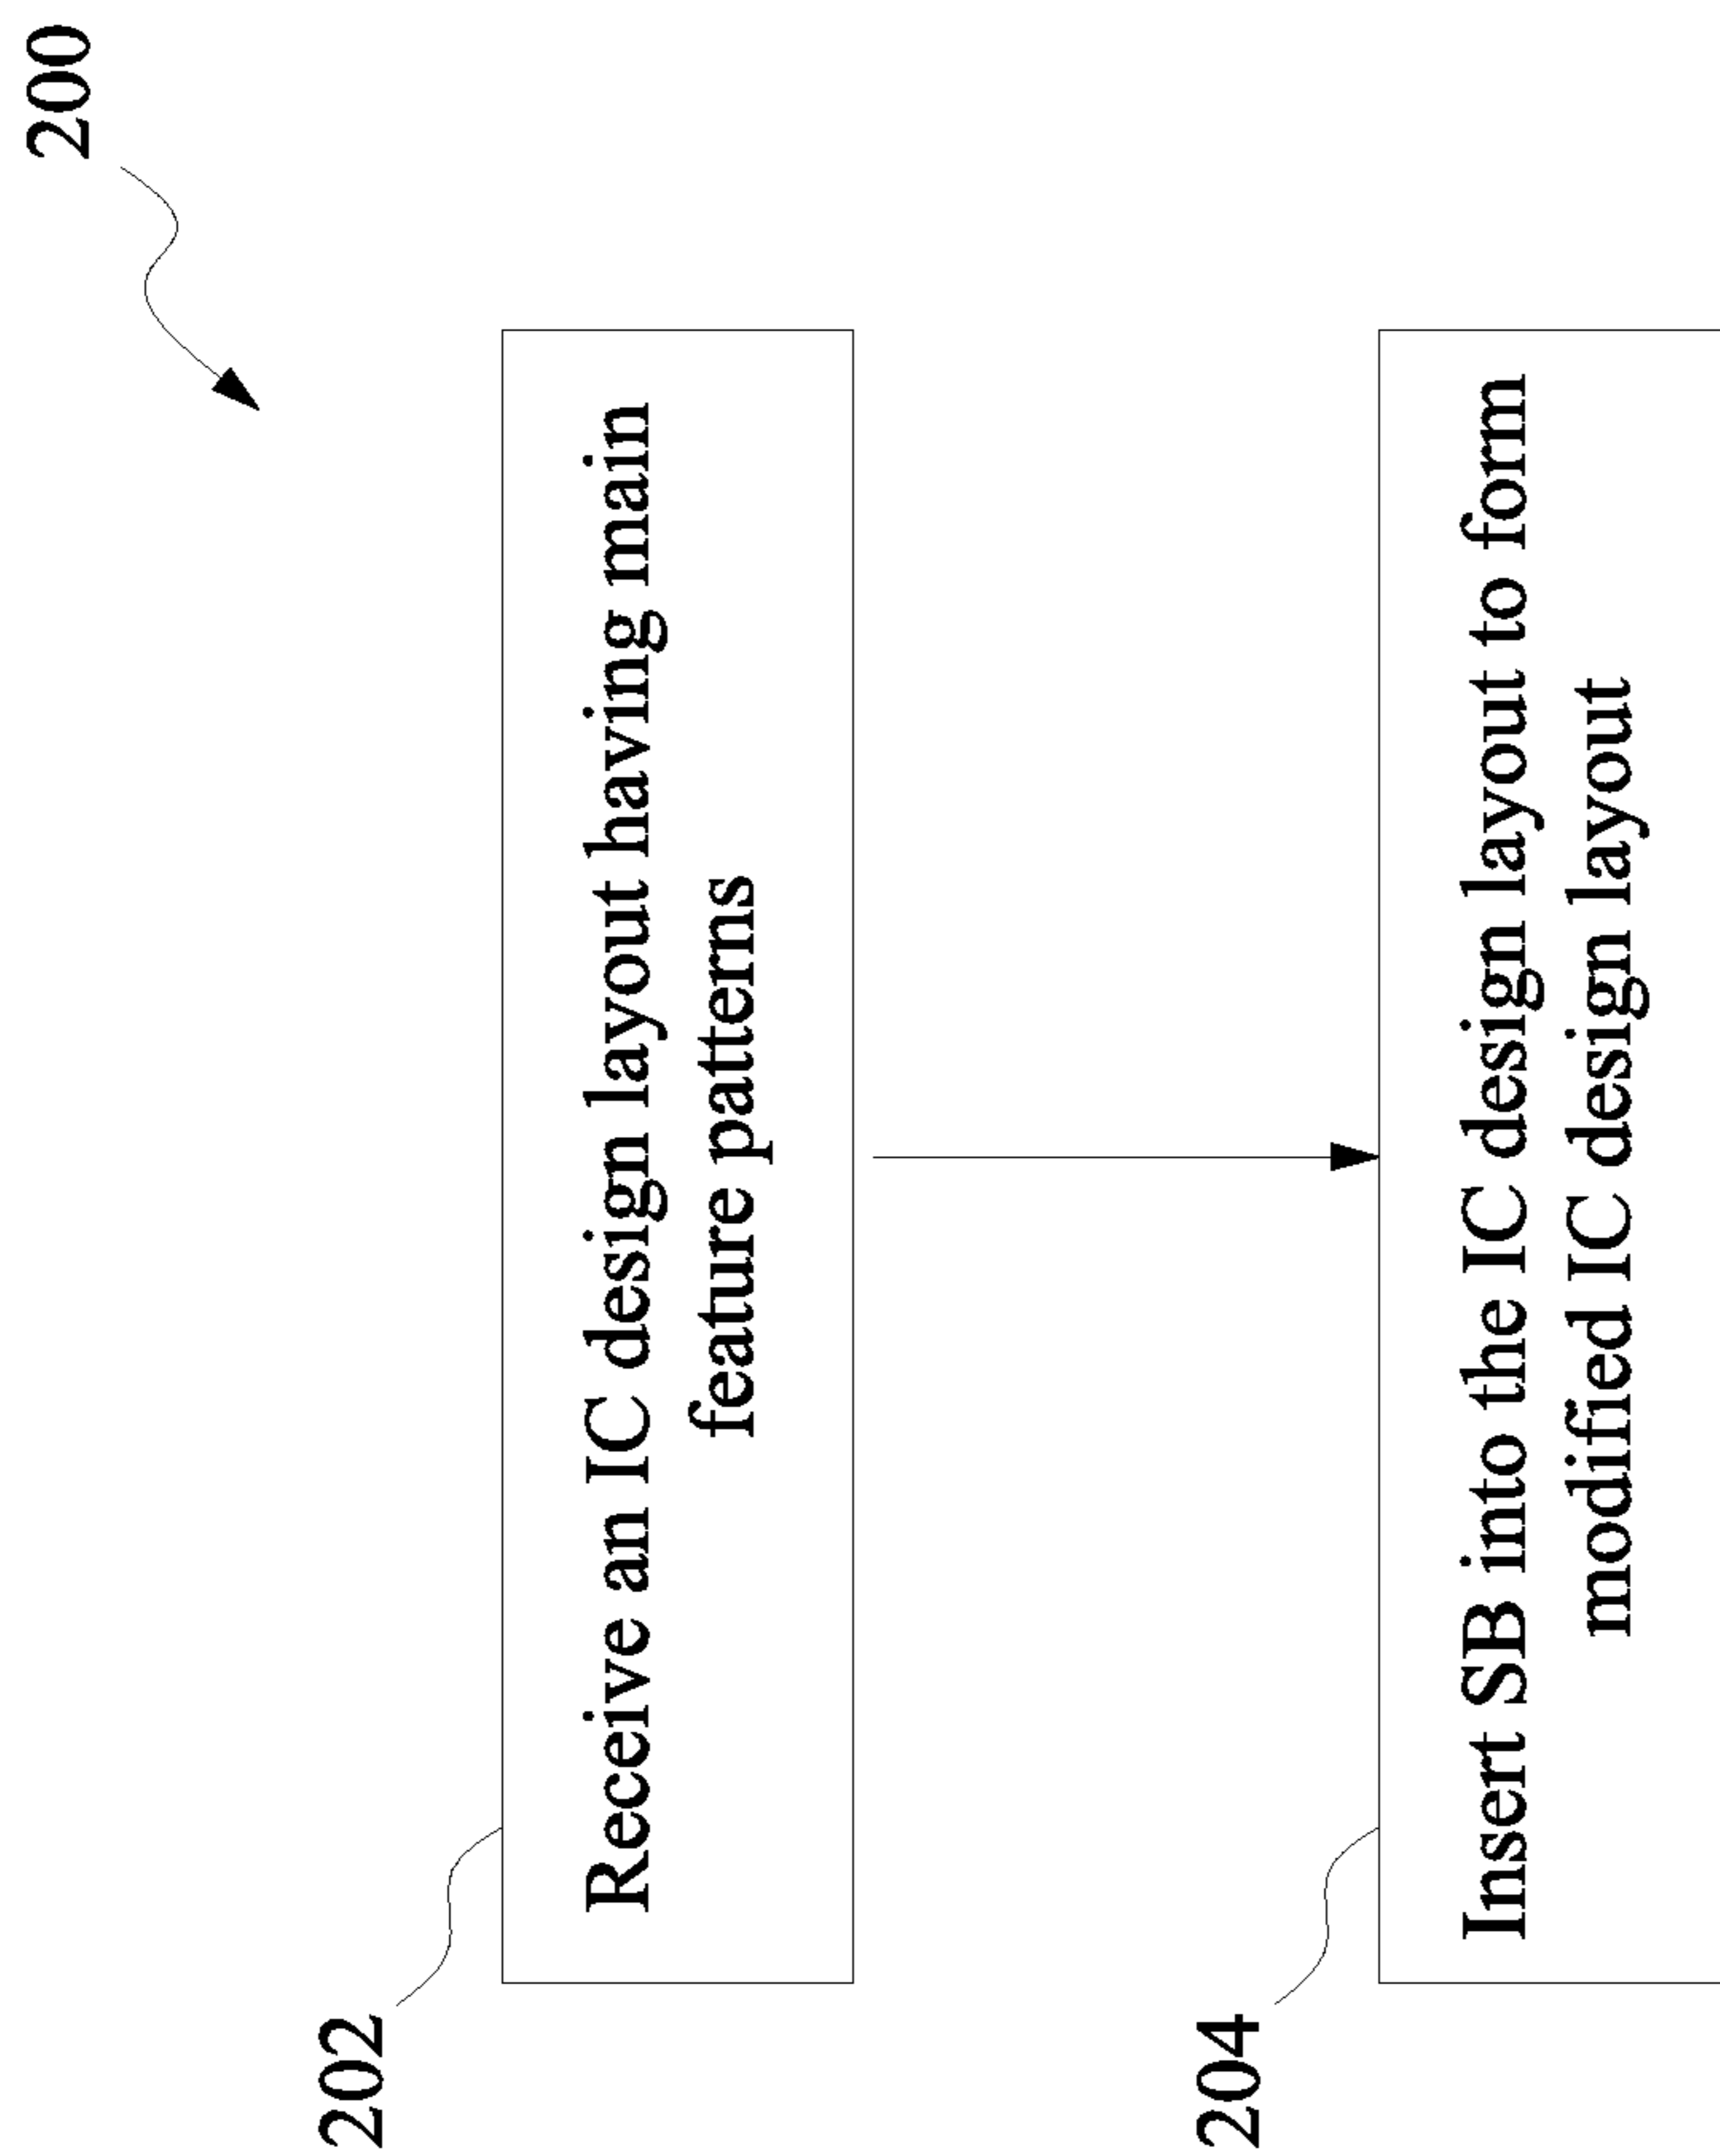 200
202
Receive an IC design layout having main
feature patterns
204
Insert SB into the IC design layout to form
modified IC design layout